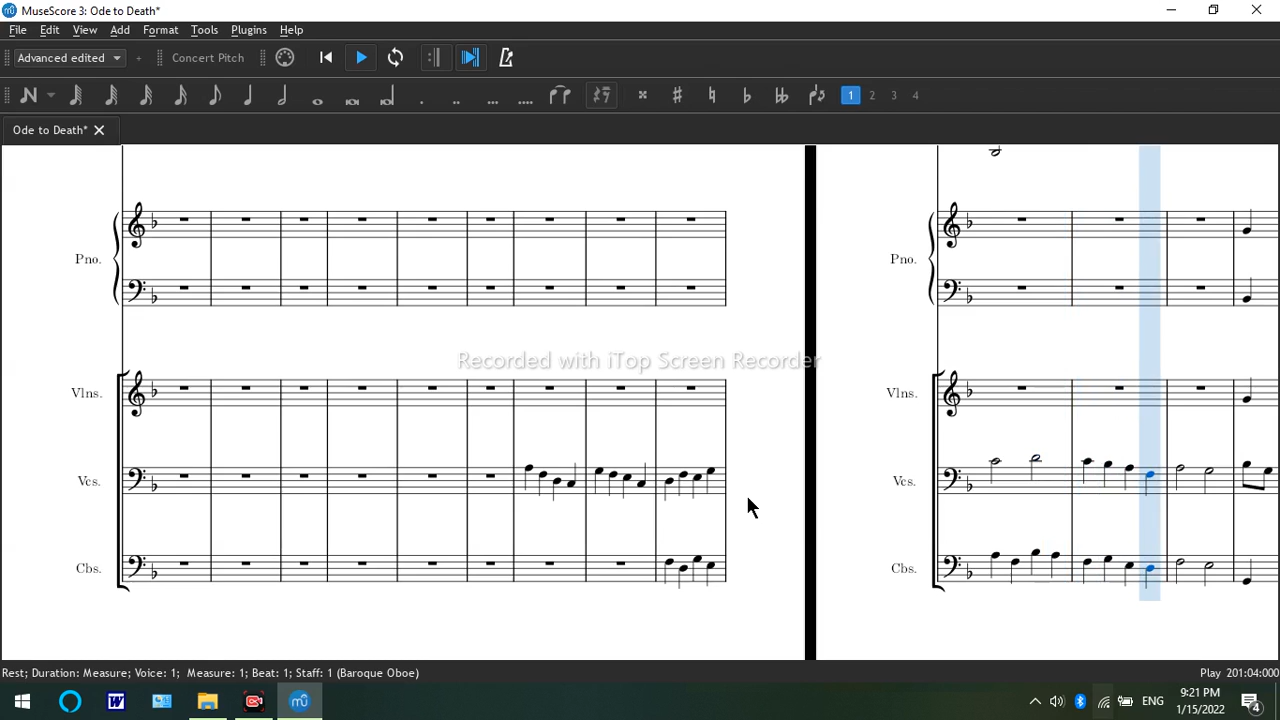 MuseScore 3: Ode to Death*
File Edit View Add Format Tools Plugins Help
Advanced edited + Concert Pitch
1 2 3 4
Ode to Death*
Pno. Pno.
Recorded with iTop Screen Recorder
Vlns. Vlns.
Vcs. Vcs.
Cbs. Cbs.
Rest; Duration: Measure; Voice: 1; Measure: 1; Beat: 1; Staff: 1 (Baroque Oboe) Play 201:04:000
W mu ENG 9:21 PM
1/15/2022 4